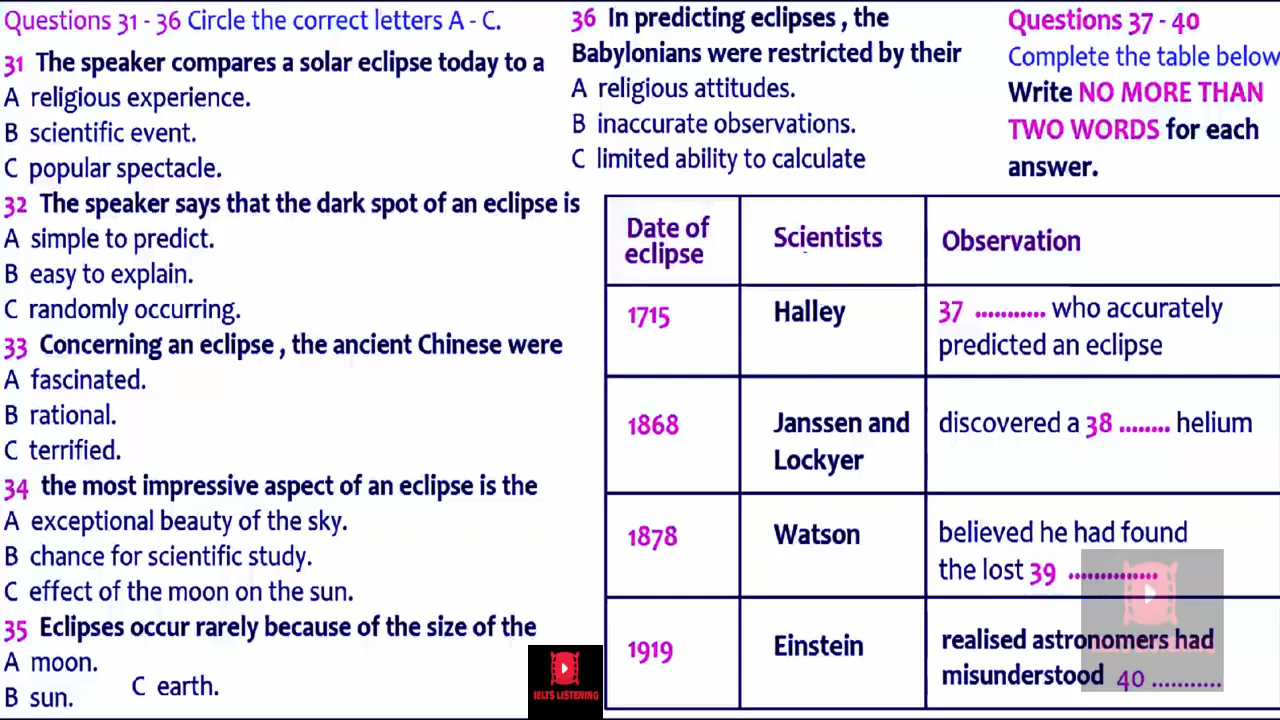 Questions 31 - 36 Circle the correct letters A - C.
31 The speaker compares a solar eclipse today to a
A religious experience.
B scientific event.
C popular spectacle.
32 The speaker says that the dark spot of an eclipse is
A simple to predict.
B easy to explain.
C randomly occurring.
33 Concerning an eclipse , the ancient Chinese were
A fascinated.
B rational.
C terrified.
34 the most impressive aspect of an eclipse is the
A exceptional beauty of the sky.
B chance for scientific study.
C effect of the moon on the sun.
35 Eclipses occur rarely because of the size of the
A moon.
B sun.
C earth.
36 In predicting eclipses , the
Babylonians were restricted by their
A religious attitudes.
B inaccurate observations.
C limited ability to calculate
Questions 37 - 40
Complete the table below
Write NO MORE THAN
TWO WORDS for each
answer.
Date of
eclipse
Scientists
Observation
1715
Halley
37 ........... who accurately
predicted an eclipse
1868
Janssen and
Lockyer
discovered a 38 ........ helium
1878
Watson
believed he had found
the lost 39 ..............
1919
Einstein
realised astronomers had
misunderstood 40 ...........
IELTS LISTENING